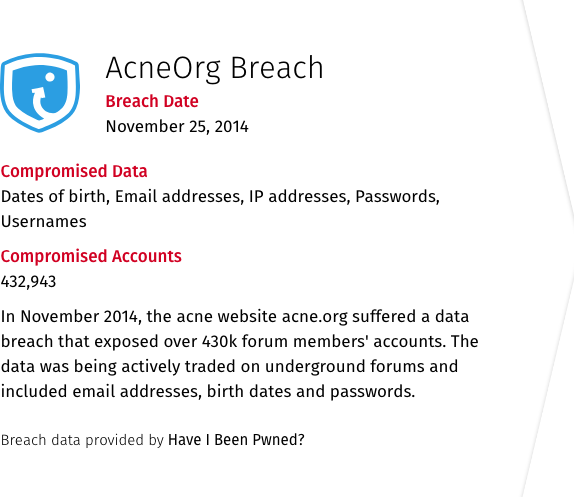 AcneOrg Breach
Breach Date
November 25, 2014
Compromised Data
Dates of birth, Email addresses, IP addresses, Passwords,
Usernames
Compromised Accounts
432,943
In November 2014, the acne website acne.org suffered a data
breach that exposed over 430k forum members' accounts. The
data was being actively traded on underground forums and
included email addresses, birth dates and passwords.
Breach data provided by Have I Been Pwned?